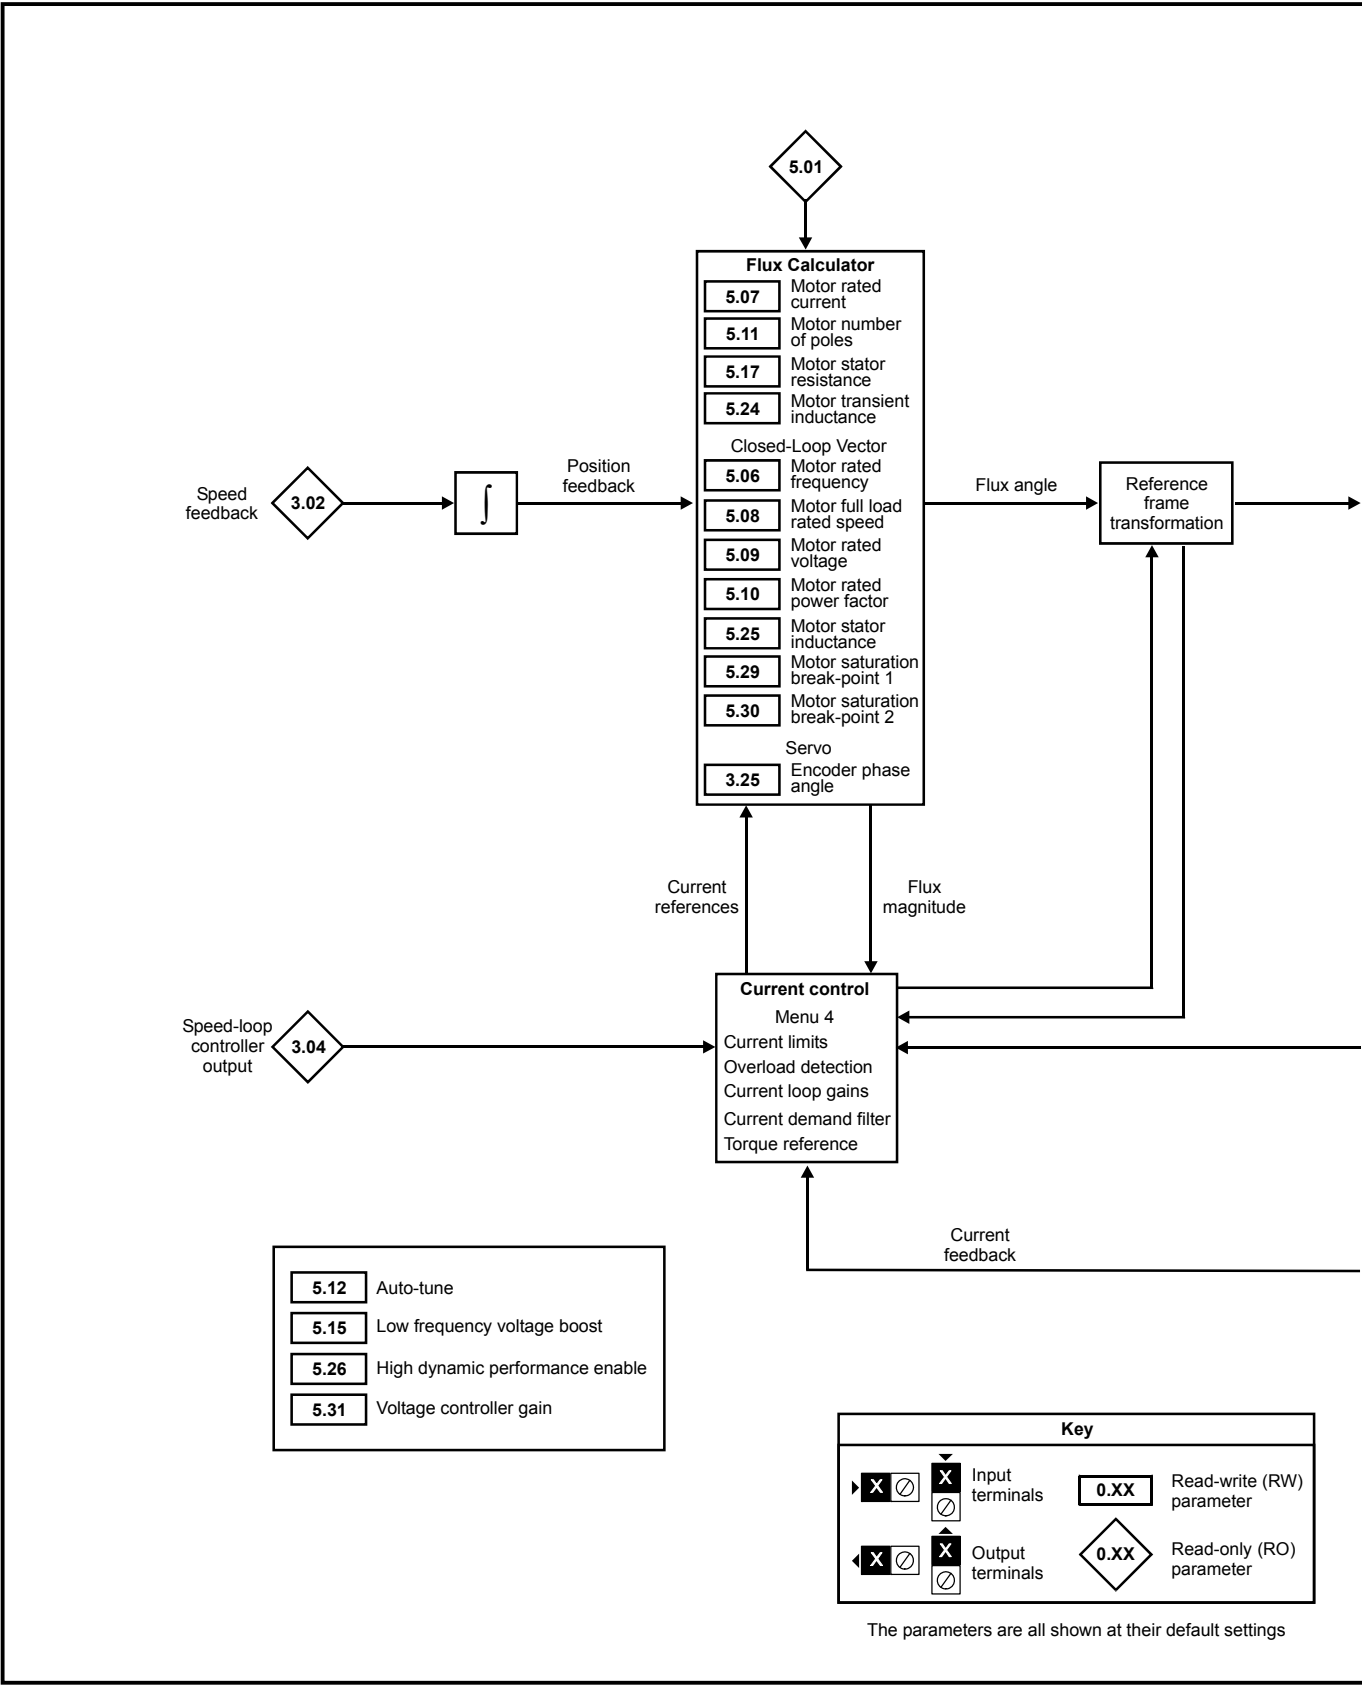 5.01
Flux Calculator
5.07 Motor rated
current
5.11 Motor number
of poles
5.17 Motor stator
resistance
5.24 Motor transient
inductance
Closed-Loop Vector
5.06 Motor rated
frequency
5.08 Motor full load
rated speed
5.09 Motor rated
voltage
5.10 Motor rated
power factor
5.25 Motor stator
inductance
5.29 Motor saturation
break-point 1
5.30 Motor saturation
break-point 2
Servo
3.25 Encoder phase
angle
Speed
feedback
3.02
∫
Position
feedback
Flux angle
Reference
frame
transformation
Current
references
Flux
magnitude
Speed-loop
controller
output
3.04
Current control
Menu 4
Current limits
Overload detection
Current loop gains
Current demand filter
Torque reference
Current
feedback
5.12 Auto-tune
5.15 Low frequency voltage boost
5.26 High dynamic performance enable
5.31 Voltage controller gain
Key
X X Input
terminals
0.XX Read-write (RW)
parameter
X X Output
terminals
0.XX Read-only (RO)
parameter
The parameters are all shown at their default settings